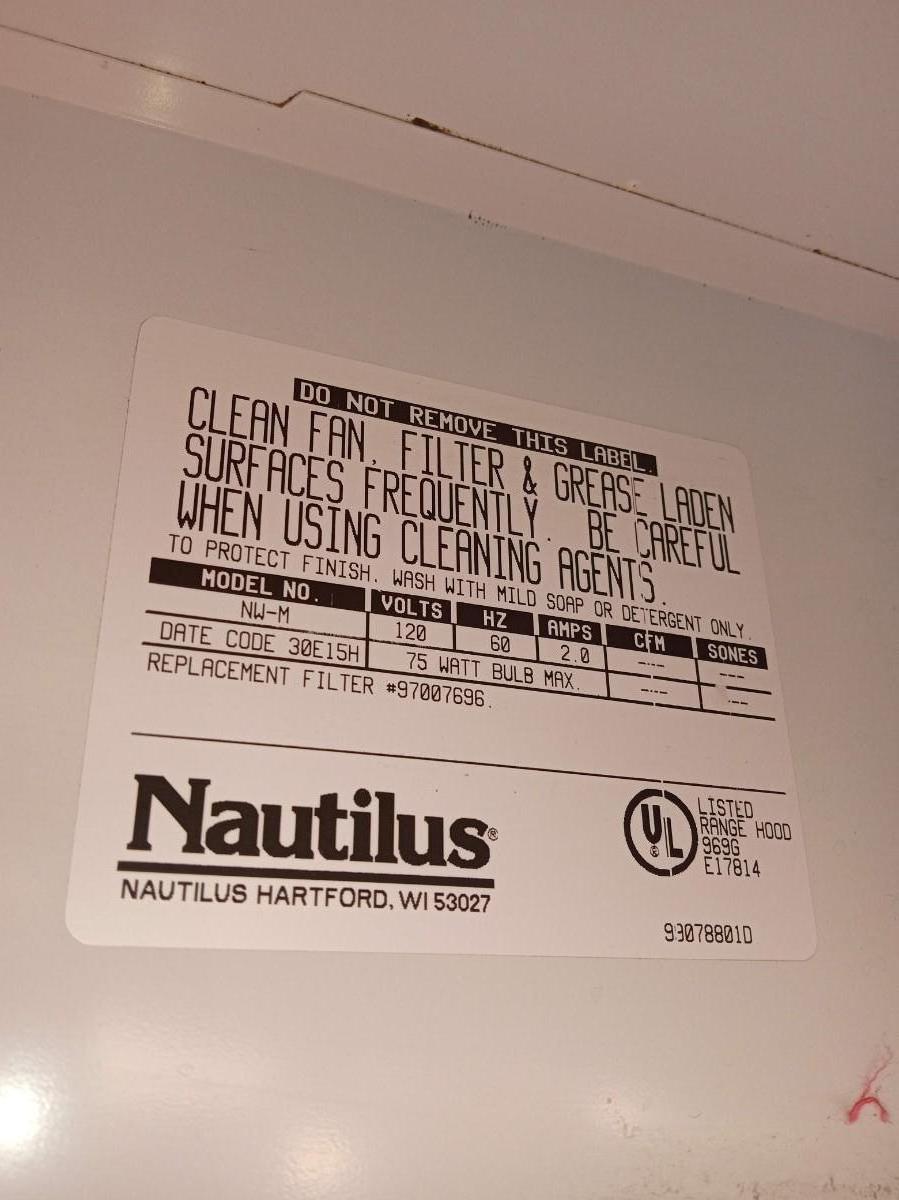 DO NOT REMOVE THIS LABEL.
CLEAN FAN, FILTER & GREASE LADEN
SURFACES FREQUENTLY. BE CAREFUL
WHEN USING CLEANING AGENTS.
TO PROTECT FINISH, WASH WITH MILD SOAP OR DETERGENT ONLY.
MODEL NO. VOLTS HZ AMPS CFM SONES
NW-M 120 60 2.0 --.-- ---
DATE CODE 30E15H 75 WATT BULB MAX. --.-- .--
REPLACEMENT FILTER #97007696.
Nautilus®
NAUTILUS HARTFORD, WI 53027
UL®
LISTED
RANGE HOOD
969G
E17814
99078801D